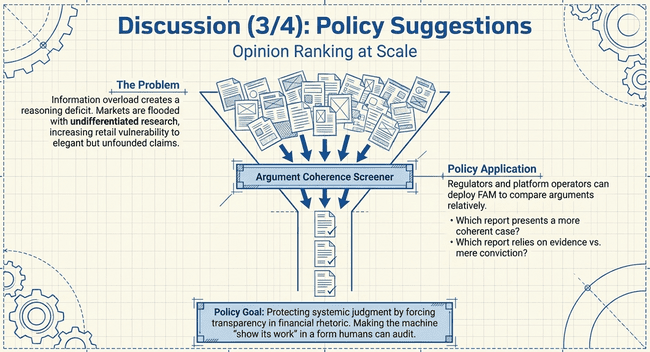 Discussion (3/4): Policy Suggestions
Opinion Ranking at Scale
The Problem
Information overload creates a
reasoning deficit. Markets are flooded
with undifferentiated research,
increasing retail vulnerability to
elegant but unfounded claims.
Argument Coherence Screener
Policy Application
Regulators and platform operators can
deploy FAM to compare arguments
relatively.
• Which report presents a more
coherent case?
• Which report relies on evidence vs.
mere conviction?
Policy Goal: Protecting systemic judgment by forcing
transparency in financial rhetoric. Making the machine
"show its work" in a form humans can audit.